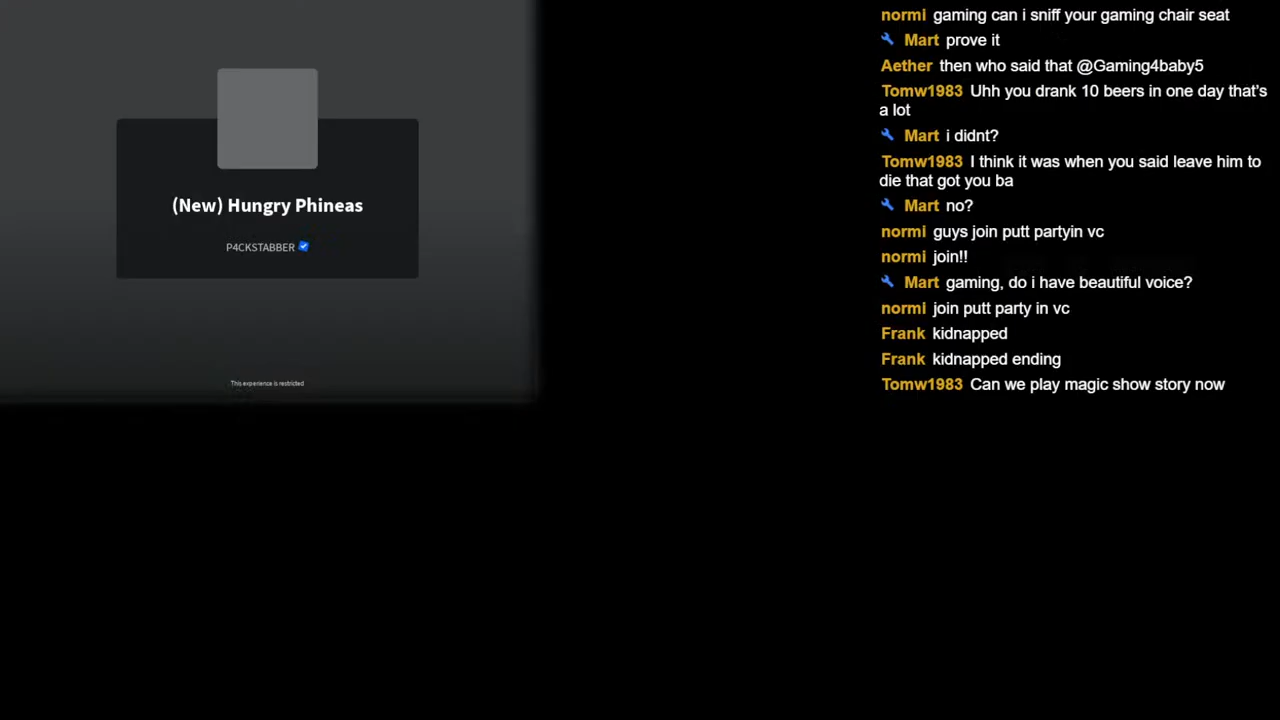 (New) Hungry Phineas
P4CKSTABBER
This experience is restricted
normi gaming can i sniff your gaming chair seat
Mart prove it
Aether then who said that @Gaming4baby5
Tomw1983 Uhh you drank 10 beers in one day that's
a lot
Mart i didnt?
Tomw1983 I think it was when you said leave him to
die that got you ba
Mart no?
normi guys join putt partyin vc
normi join!!
Mart gaming, do i have beautiful voice?
normi join putt party in vc
Frank kidnapped
Frank kidnapped ending
Tomw1983 Can we play magic show story now